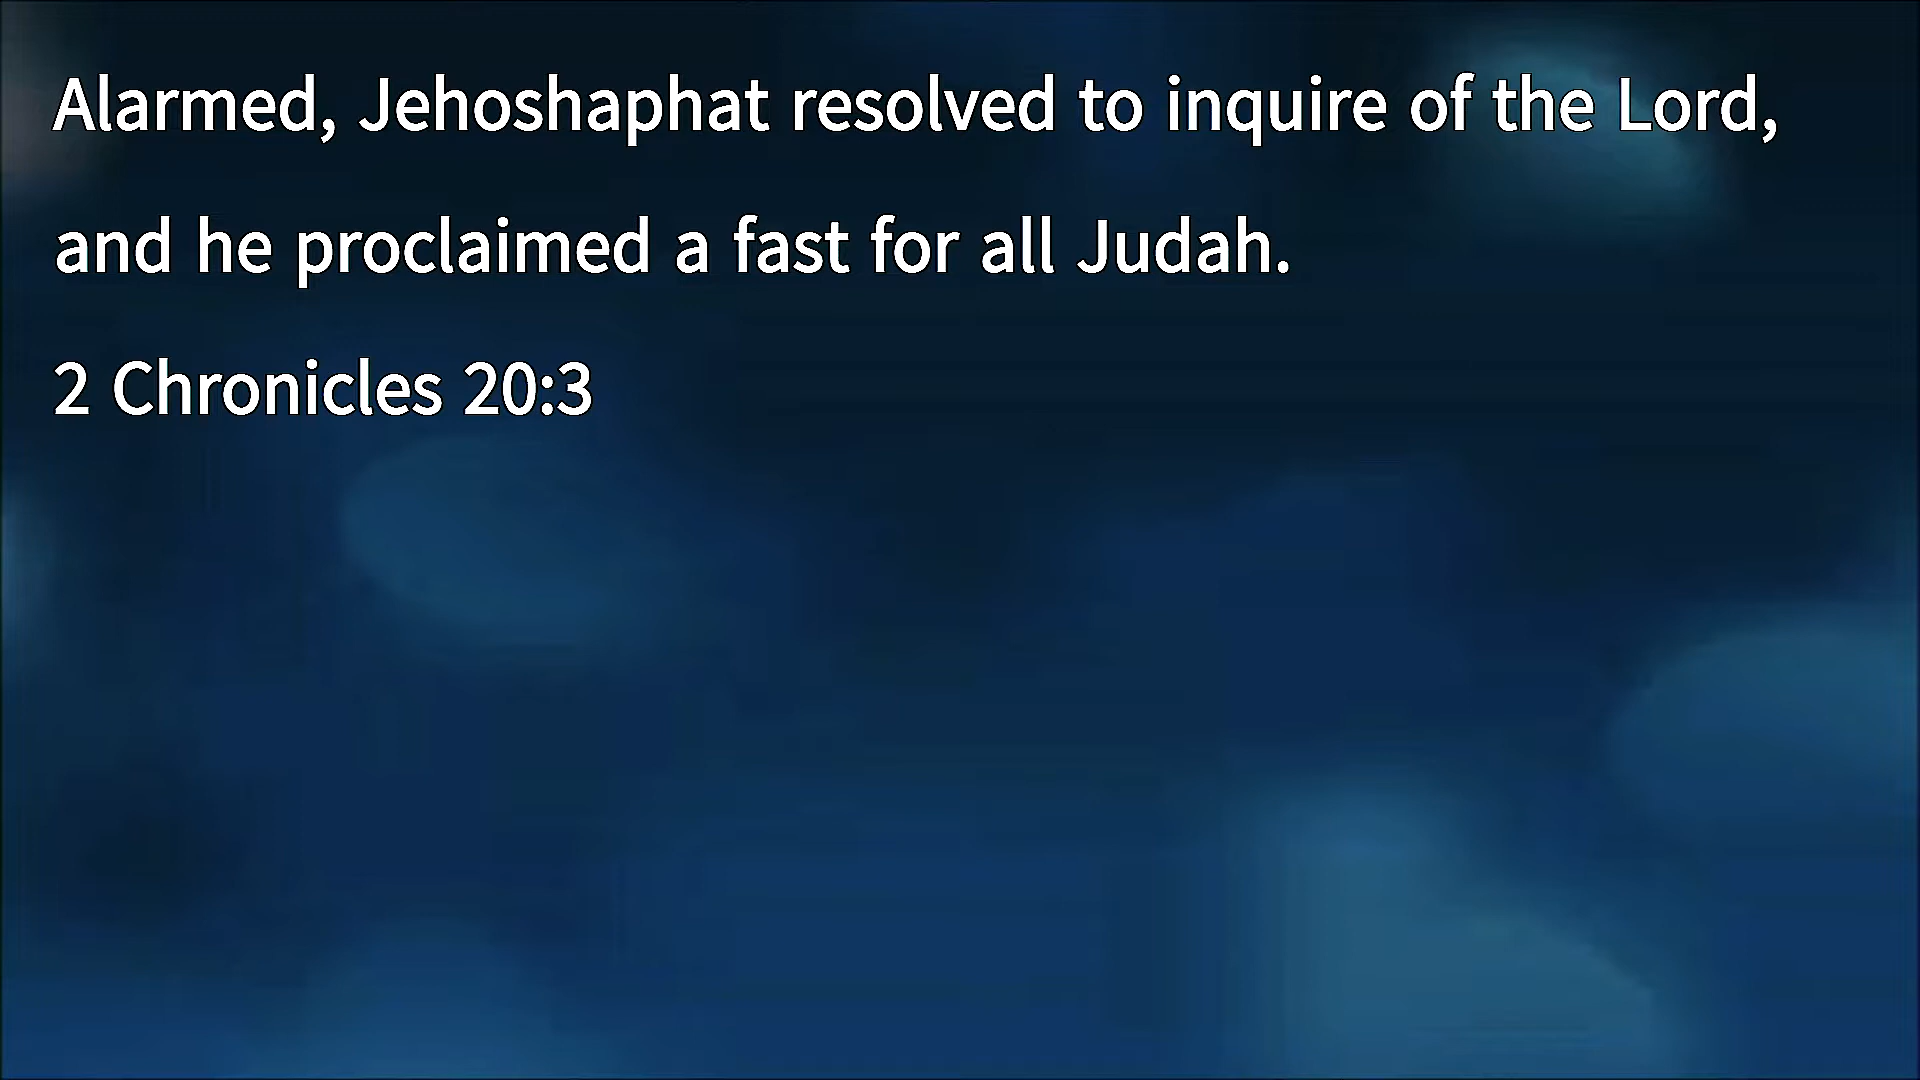 Alarmed, Jehoshaphat resolved to inquire of the Lord,
and he proclaimed a fast for all Judah.
2 Chronicles 20:3